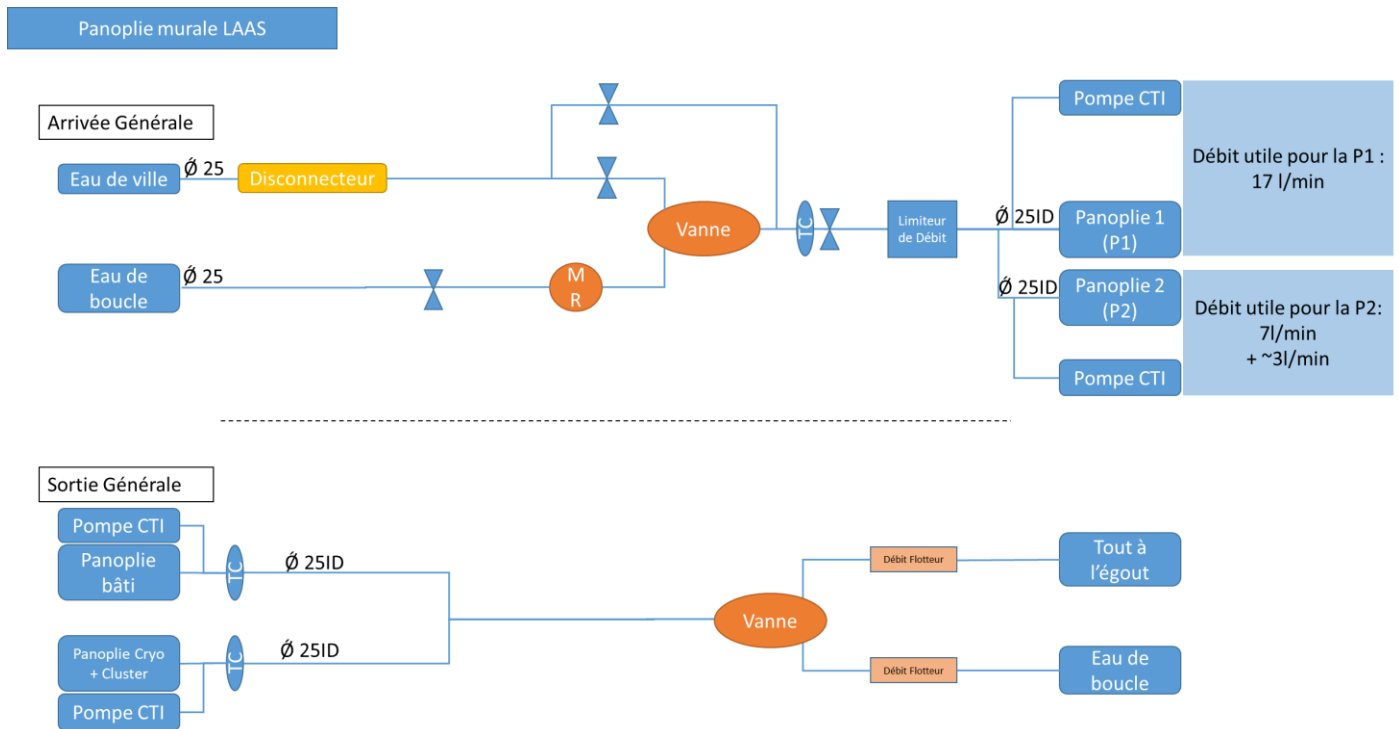 Panoplie murale LAAS
Arrivée Générale
Eau de ville
Ǿ 25
Disconnecteur
Eau de
boucle
Ǿ 25
M
R
Vanne
TC
Limiteur
de Débit
Pompe CTI
Ǿ 25ID
Panoplie 1
(P1)
Débit utile pour la P1 :
17 l/min
Ǿ 25ID
Panoplie 2
(P2)
Pompe CTI
Débit utile pour la P2:
7l/min
+ ~3l/min
Sortie Générale
Pompe CTI
Panoplie
bâti
TC
Ǿ 25ID
Panoplie Cryo
+ Cluster
Pompe CTI
TC
Ǿ 25ID
Vanne
Débit Flotteur
Tout à
l’égout
Débit Flotteur
Eau de
boucle